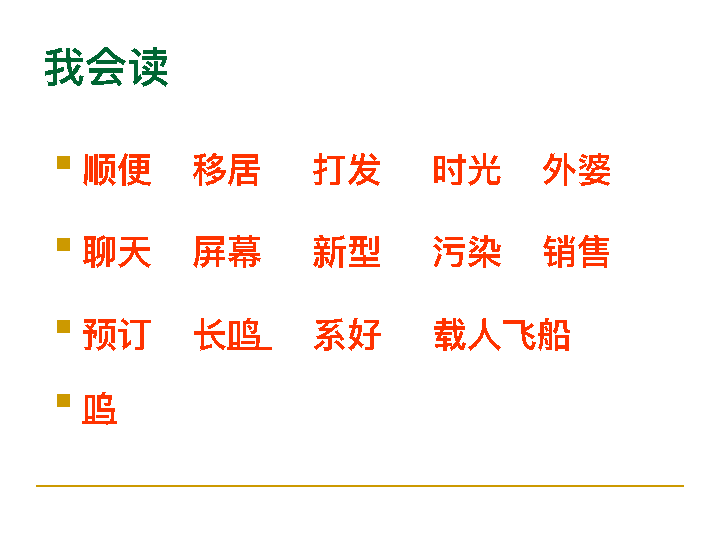 我会读
顺便 移居 打发 时光 外婆
聊天 屏幕 新型 污染 销售
预订 长鸣 系好 载人飞船
呜